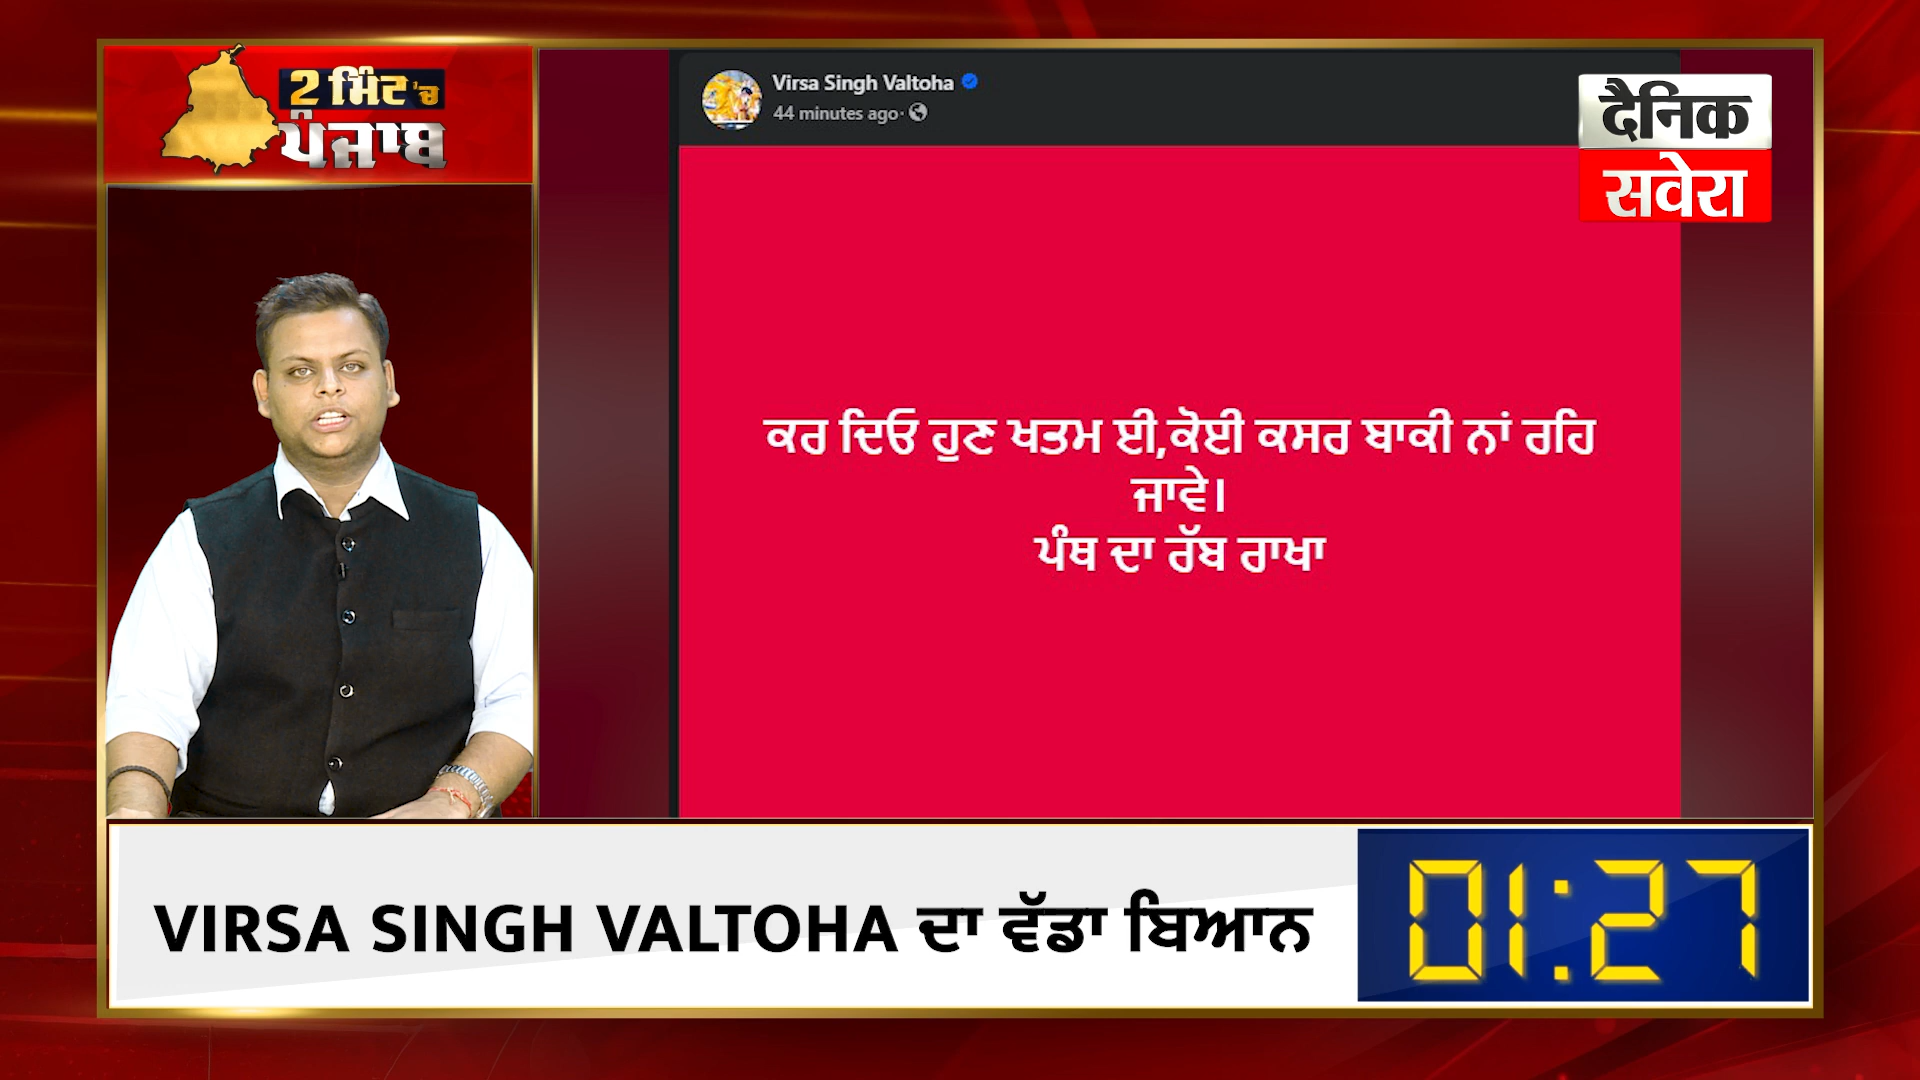 2 ਮਿੰਟ 'ਚ
ਪੰਜਾਬ
Virsa Singh Valtoha
44 minutes ago ·
दैनिक
सवेरा
ਕਰ ਦਿਓ ਹੁਣ ਖਤਮ ਈ,ਕੋਈ ਕਸਰ ਬਾਕੀ ਨਾਂ ਰਹਿ
ਜਾਵੇ।
ਪੰਥ ਦਾ ਰੱਬ ਰਾਖਾ
VIRSA SINGH VALTOHA ਦਾ ਵੱਡਾ ਬਿਆਨ
01:27